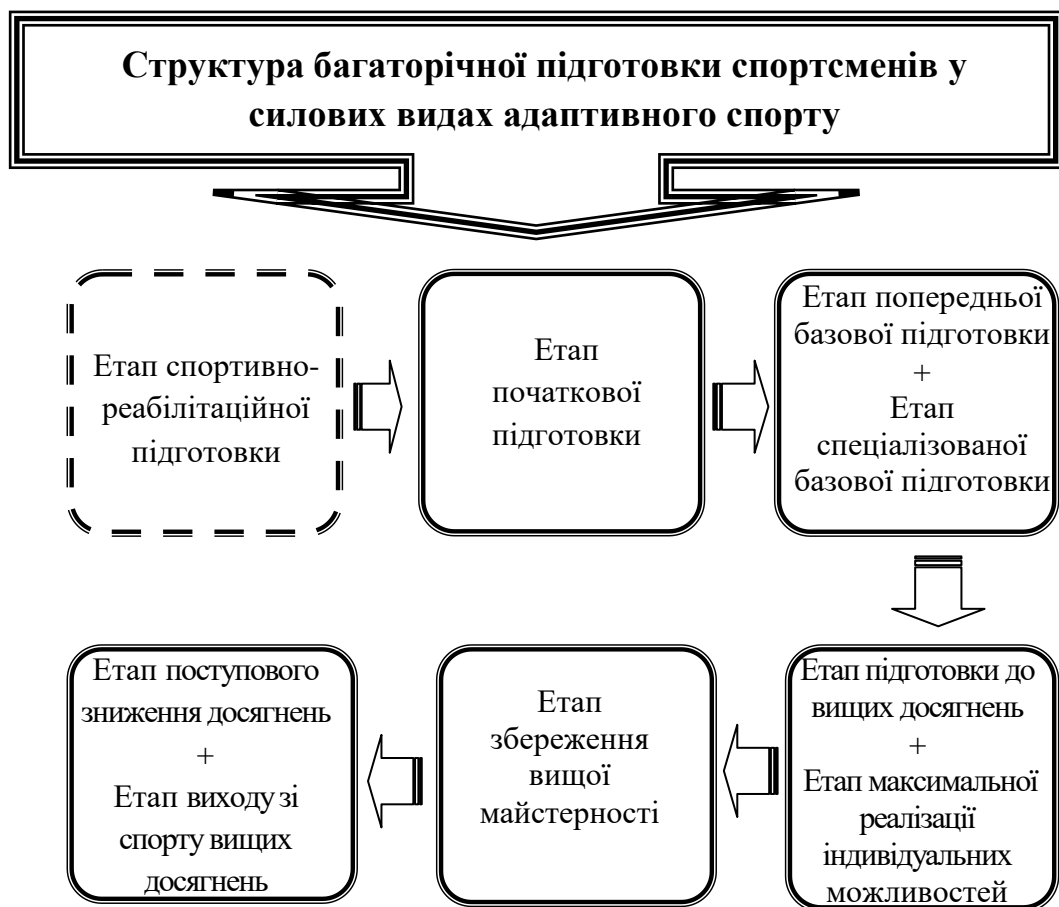 Структура багаторічної підготовки спортсменів у
силових видах адаптивного спорту
Етап спортивно-
реабілітаційної
підготовки
Етап
початкової
підготовки
Етап попередньої
базової підготовки
+
Етап
спеціалізованої
базової підготовки
Етап підготовки до
вищих досягнень
+
Етап максимальної
реалізації
індивідуальних
можливостей
Етап
збереження
вищої
майстерності
Етап поступового
зниження досягнень
+
Етап виходу зі
спорту вищих
досягнень